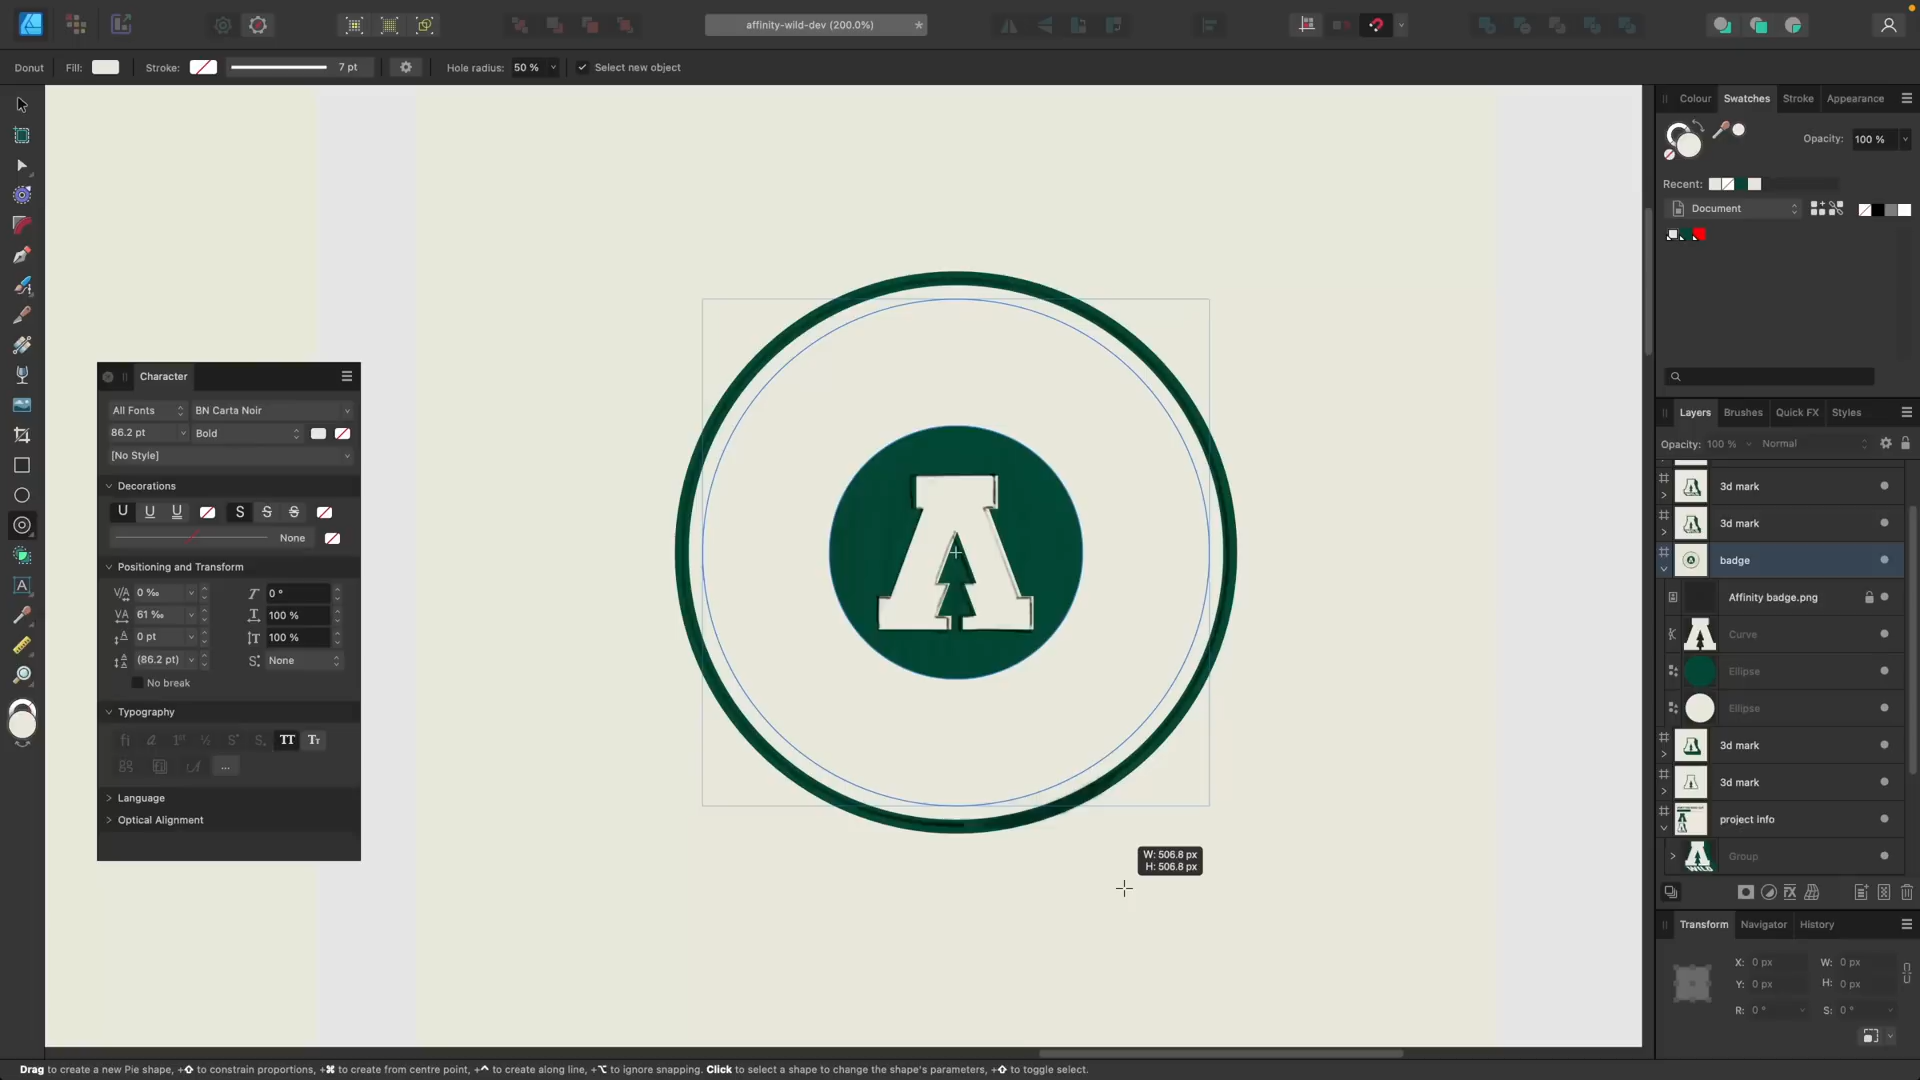 affinity-wild-dev (200.0%)
Donut
Fill:
Stroke:
7 pt
Hole radius:
50 %
Select new object
Colour
Swatches
Stroke
Appearance
Opacity:
100 %
Recent:
Document
Character
All Fonts
BN Carta Noir
86.2 pt
Bold
[No Style]
Decorations
U
U
U
S
S
S
None
Positioning and Transform
0 ‰
0 °
61 ‰
100 %
0 pt
100 %
(86.2 pt)
None
No break
Typography
fi
a
1st
½
TT
TT
...
Language
Optical Alignment
A
W: 506.8 px
H: 506.8 px
Layers
Brushes
Quick FX
Styles
Opacity:
100 %
Normal
3d mark
3d mark
badge
Affinity badge.png
Curve
Ellipse
Ellipse
3d mark
3d mark
project info
Group
Transform
Navigator
History
X: 0 px
W: 0 px
Y: 0 px
H: 0 px
R: 0 °
S: 0 °
Drag to create a new Pie shape, +⇧ to constrain proportions, +⌘ to create from centre point, +^ to create along line, +⌥ to ignore snapping. Click to select a shape to change the shape's parameters, +⇧ to toggle select.